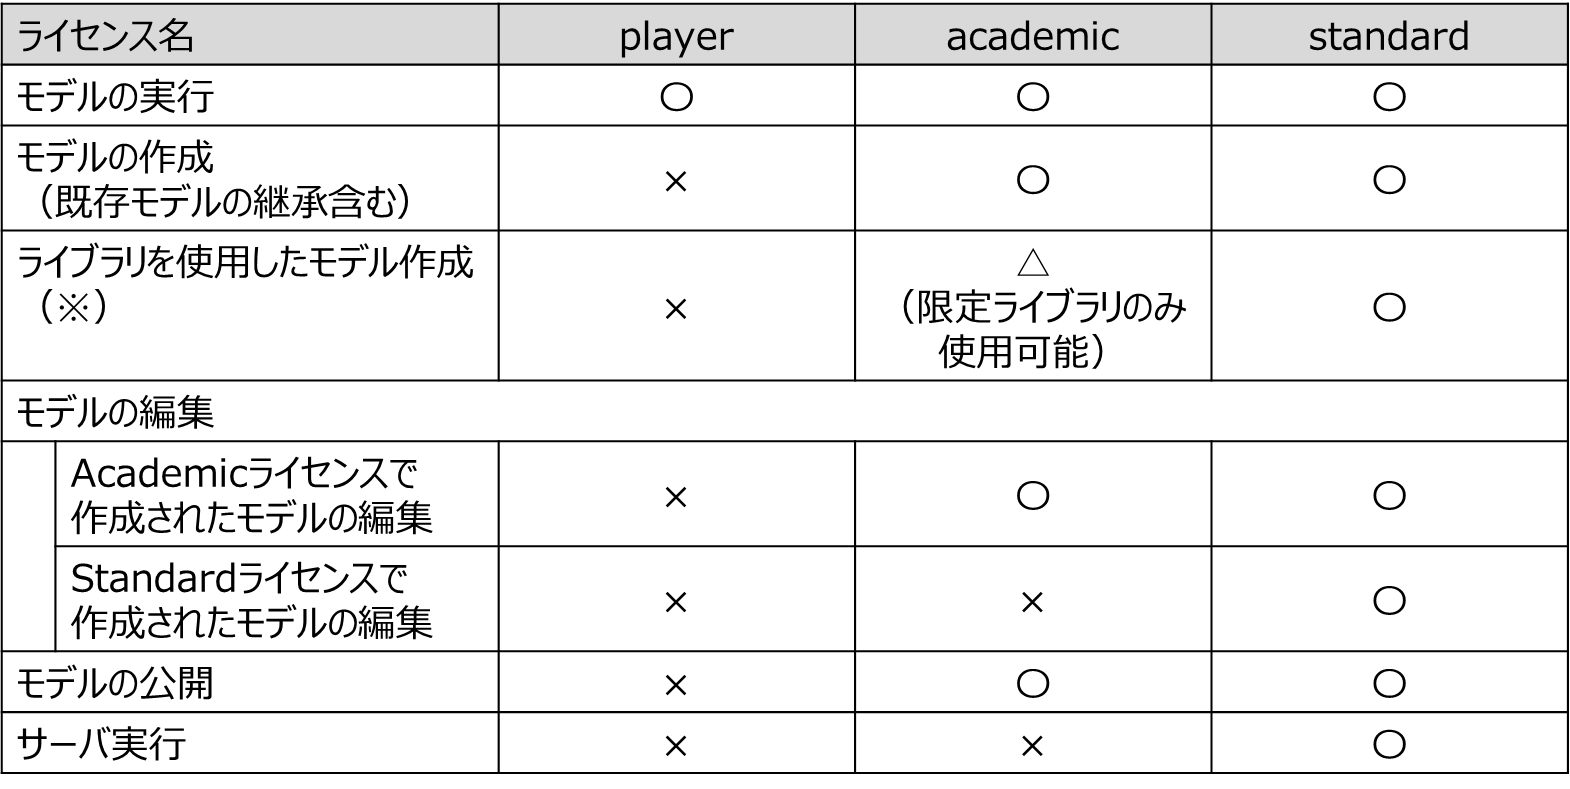 ライセンス名 player academic standard
モデルの実行 〇 〇 〇
モデルの作成
（既存モデルの継承含む） × 〇 〇
ライブラリを使用したモデル作成
（※） × △
（限定ライブラリのみ
使用可能） 〇
モデルの編集
Academicライセンスで
作成されたモデルの編集 × 〇 〇
Standardライセンスで
作成されたモデルの編集 × × 〇
モデルの公開 × 〇 〇
サーバ実行 × × 〇